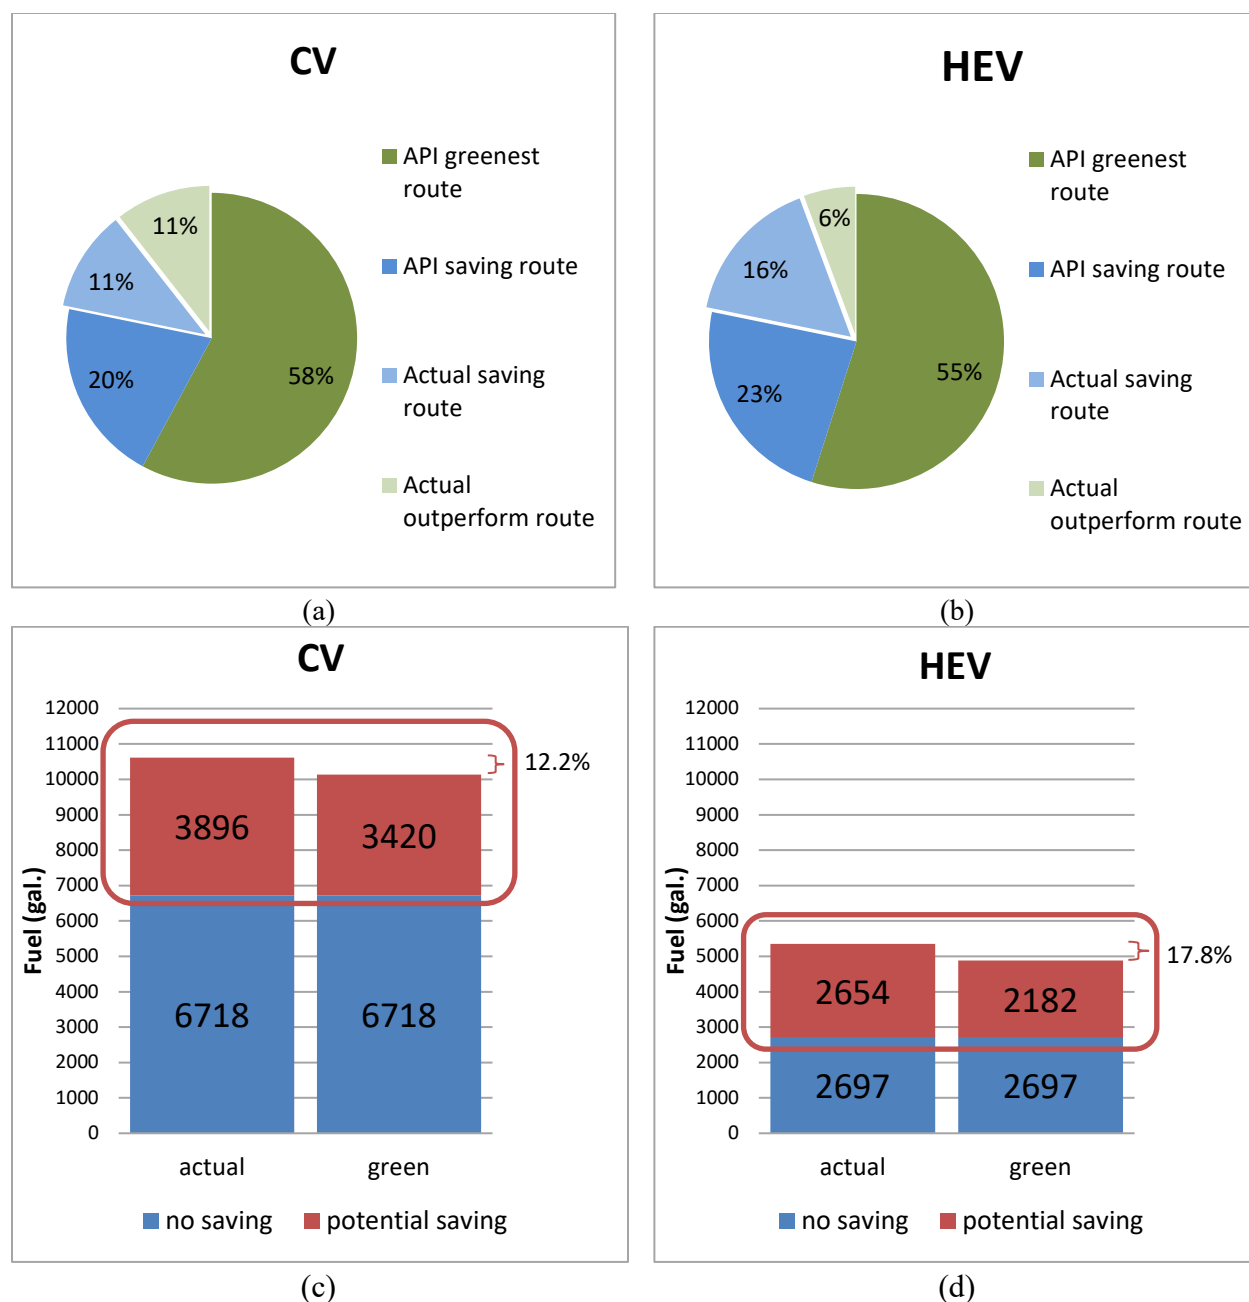 CV
API greenest
route
API saving route
Actual saving
route
Actual
outperform route
11%
11%
20%
58%
(a)
HEV
API greenest
route
API saving route
Actual saving
route
Actual
outperform route
6%
16%
23%
55%
(b)
CV
Fuel (gal.)
12000
11000
10000
9000
8000
7000
6000
5000
4000
3000
2000
1000
0
12.2%
3896
3420
6718
6718
actual
green
no saving
potential saving
(c)
HEV
Fuel (gal.)
12000
11000
10000
9000
8000
7000
6000
5000
4000
3000
2000
1000
0
17.8%
2654
2182
2697
2697
actual
green
no saving
potential saving
(d)